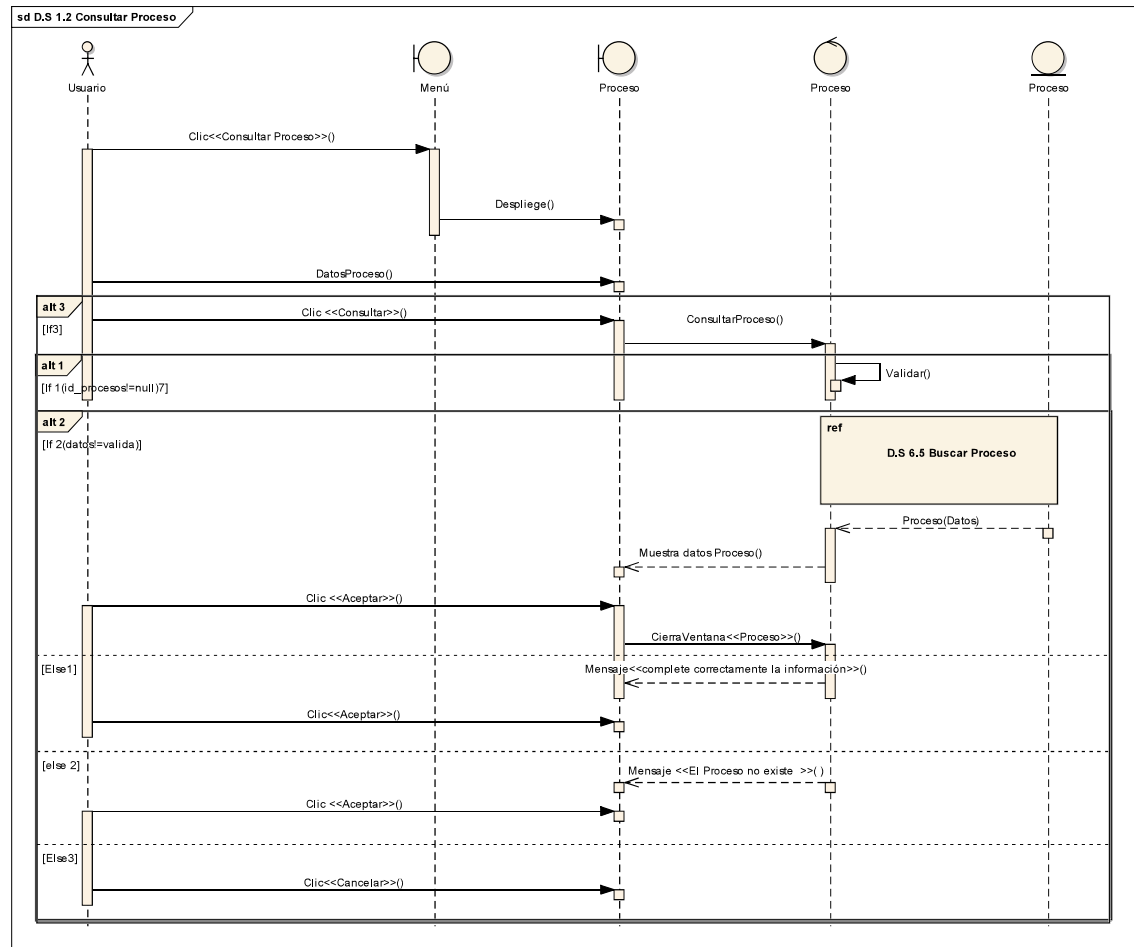 sd D.S 1.2 Consultar Proceso
Usuario
Menú
Proceso
Proceso
Proceso
Clic<<Consultar Proceso>>()
Despliege()
DatosProceso()
alt 3
Clic <<Consultar>>()
ConsultarProceso()
[If3]
alt 1
Validar()
[If 1(id_procesos!=null)7]
alt 2
ref
[If 2(datos!=valida)]
D.S 6.5 Buscar Proceso
Proceso(Datos)
Muestra datos Proceso()
Clic <<Aceptar>>()
CierraVentana<<Proceso>>()
[Else1]
Mensaje<<complete correctamente la información>>()
Clic<<Aceptar>>()
[else 2]
Mensaje <<El Proceso no existe >>( )
Clic <<Aceptar>>()
[Else3]
Clic<<Cancelar>>()